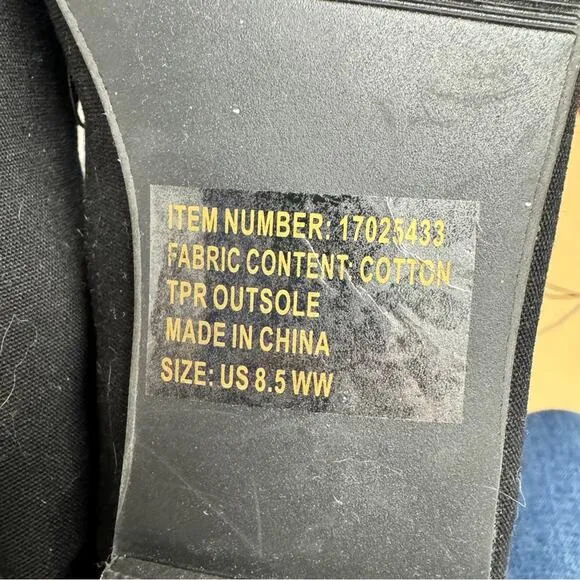 ITEM NUMBER: 17025433
FABRIC CONTENT: COTTON
TPR OUTSOLE
MADE IN CHINA
SIZE: US 8.5 WW